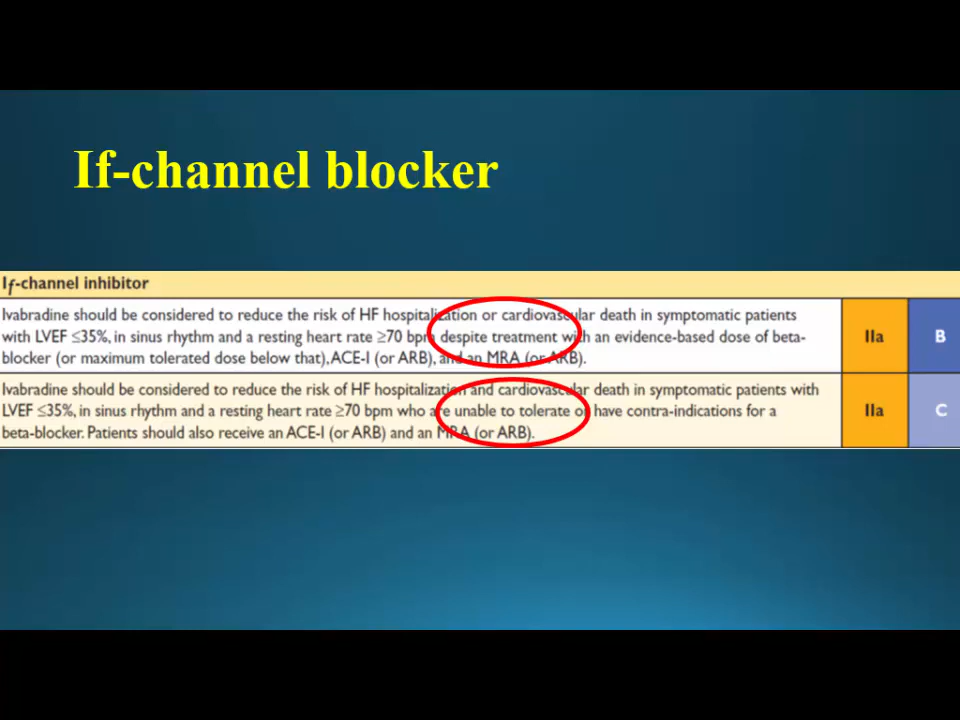 If-channel blocker
If-channel inhibitor
Ivabradine should be considered to reduce the risk of HF hospitalization or cardiovascular death in symptomatic patients
with LVEF ≤35%, in sinus rhythm and a resting heart rate ≥70 bpm despite treatment with an evidence-based dose of beta-
blocker (or maximum tolerated dose below that), ACE-I (or ARB), and an MRA (or ARB).
IIa
B
Ivabradine should be considered to reduce the risk of HF hospitalization and cardiovascular death in symptomatic patients with
LVEF ≤35%, in sinus rhythm and a resting heart rate ≥70 bpm who are unable to tolerate or have contra-indications for a
beta-blocker. Patients should also receive an ACE-I (or ARB) and an MRA (or ARB).
IIa
C